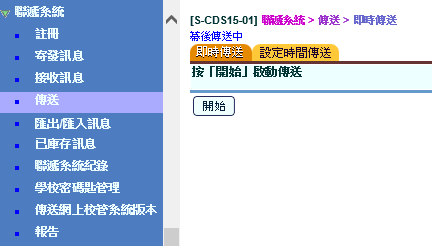 聯遞系統
註冊
寄發訊息
接收訊息
傳送
匯出/匯入訊息
已庫存訊息
聯遞系統紀錄
學校密碼匙管理
傳送網上校管系統版本
報告
[S-CDS15-01] 聯遞系統 > 傳送 > 即時傳送
幕後傳送中
即時傳送 設定時間傳送
按「開始」啟動傳送
開始